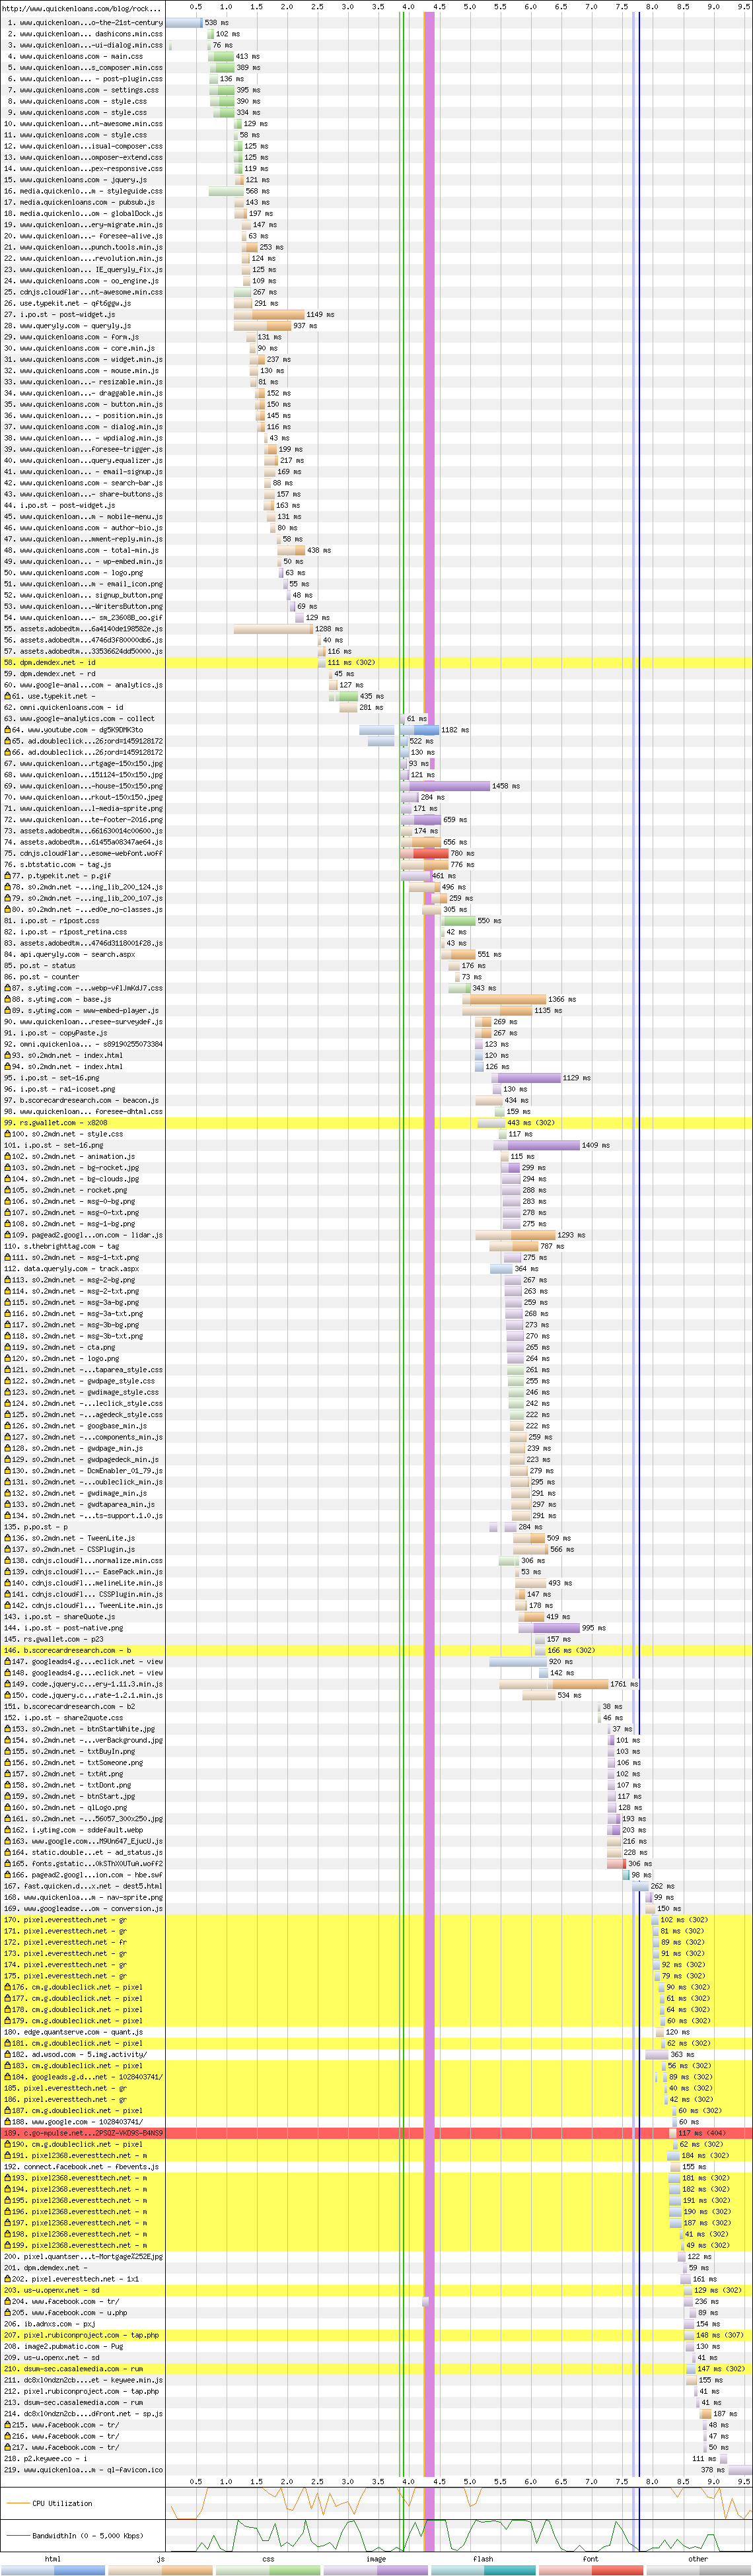 http://www.quickenloans.com/blog/rock...
0.5 1.0 1.5 2.0 2.5 3.0 3.5 4.0 4.5 5.0 5.5 6.0 6.5 7.0 7.5 8.0 8.5 9.0 9.5
1. www.quickenloan...o-the-21st-century 538 ms
2. www.quickenloan... dashicons.min.css 102 ms
3. www.quickenloan...-ui-dialog.min.css 76 ms
4. www.quickenloans.com - main.css 413 ms
5. www.quickenloan...s_composer.min.css 389 ms
6. www.quickenloan... - post-plugin.css 136 ms
7. www.quickenloans.com - settings.css 395 ms
8. www.quickenloans.com - style.css 390 ms
9. www.quickenloans.com - style.css 334 ms
10. www.quickenloan...nt-awesome.min.css 129 ms
11. www.quickenloans.com - style.css 58 ms
12. www.quickenloan...isual-composer.css 125 ms
13. www.quickenloan...omposer-extend.css 125 ms
14. www.quickenloan...pex-responsive.css 119 ms
15. www.quickenloans.com - jquery.js 121 ms
16. media.quickenlo...m - styleguide.css 568 ms
17. media.quickenloans.com - pubsub.js 143 ms
18. media.quickenlo...om - globalDock.js 197 ms
19. www.quickenloan...ery-migrate.min.js 147 ms
20. www.quickenloan...- foresee-alive.js 63 ms
21. www.quickenloan...punch.tools.min.js 253 ms
22. www.quickenloan...revolution.min.js 124 ms
23. www.quickenloan... IE_queryly_fix.js 125 ms
24. www.quickenloans.com - oo_engine.js 109 ms
25. cdnjs.cloudflar...nt-awesome.min.css 267 ms
26. use.typekit.net - qft6ggw.js 291 ms
27. i.po.st - post-widget.js 1149 ms
28. www.queryly.com - queryly.js 937 ms
29. www.quickenloans.com - form.js 131 ms
30. www.quickenloans.com - core.min.js 90 ms
31. www.quickenloans.com - widget.min.js 237 ms
32. www.quickenloans.com - mouse.min.js 130 ms
33. www.quickenloan...- resizable.min.js 81 ms
34. www.quickenloan...- draggable.min.js 152 ms
35. www.quickenloans.com - button.min.js 150 ms
36. www.quickenloan... - position.min.js 145 ms
37. www.quickenloans.com - dialog.min.js 116 ms
38. www.quickenloan...- wpdialog.min.js 43 ms
39. www.quickenloan...foresee-trigger.js 199 ms
40. www.quickenloan...query.equalizer.js 217 ms
41. www.quickenloan... - email-signup.js 169 ms
42. www.quickenloans.com - search-bar.js 88 ms
43. www.quickenloan...- share-buttons.js 157 ms
44. i.po.st - post-widget.js 163 ms
45. www.quickenloan...m - mobile-menu.js 131 ms
46. www.quickenloans.com - author-bio.js 80 ms
47. www.quickenloan...mment-reply.min.js 58 ms
48. www.quickenloans.com - total-min.js 438 ms
49. www.quickenloan...- wp-embed.min.js 50 ms
50. www.quickenloans.com - logo.png 63 ms
51. www.quickenloan...m - email_icon.png 55 ms
52. www.quickenloan... signup_button.png 48 ms
53. www.quickenloan...-WritersButton.png 69 ms
54. www.quickenloan...- sm_23608B_oo.gif 129 ms
55. assets.adobedtm...6a4140de198582e.js 1288 ms
56. assets.adobedtm...4746d3f80000db6.js 40 ms
57. assets.adobedtm...33536624dd50000.js 116 ms
58. dpm.demdex.net - id 111 ms (302)
59. dpm.demdex.net - rd 45 ms
60. www.google-anal...com - analytics.js 127 ms
61. use.typekit.net - 435 ms
62. omni.quickenloans.com - id 281 ms
63. www.google-analytics.com - collect 61 ms
64. www.youtube.com - dg5K9DMK3to 1182 ms
65. ad.doubleclick...26;ord=1459128172 522 ms
66. ad.doubleclick...26;ord=1459128172 130 ms
67. www.quickenloan...rtgage-150x150.jpg 93 ms
68. www.quickenloan...151124-150x150.jpg 121 ms
69. www.quickenloan...-house-150x150.png 1458 ms
70. www.quickenloan...rkout-150x150.jpeg 284 ms
71. www.quickenloan...l-media-sprite.png 171 ms
72. www.quickenloan...te-footer-2016.png 659 ms
73. assets.adobedtm...661630014c00600.js 174 ms
74. assets.adobedtm...61455a08347ae64.js 656 ms
75. cdnjs.cloudflar...esome-webfont.woff 780 ms
76. s.btstatic.com - tag.js 776 ms
77. p.typekit.net - p.gif 461 ms
78. s0.2mdn.net - ...ing_lib_200_124.js 496 ms
79. s0.2mdn.net - ...ing_lib_200_107.js 259 ms
80. s0.2mdn.net - ...ed0e_no-classes.js 305 ms
81. i.po.st - r1post.css 550 ms
82. i.po.st - r1post_retina.css 42 ms
83. assets.adobedtm...4746d3118001f28.js 43 ms
84. api.queryly.com - search.aspx 551 ms
85. po.st - status 176 ms
86. po.st - counter 73 ms
87. s.ytimg.com -...webp-vflJmKdJ7.css 343 ms
88. s.ytimg.com - base.js 1366 ms
89. s.ytimg.com - www-embed-player.js 1135 ms
90. www.quickenloan...resee-surveydef.js 269 ms
91. i.po.st - copyPaste.js 267 ms
92. omni.quickenloa... - s89190255073384 123 ms
93. s0.2mdn.net - index.html 120 ms
94. s0.2mdn.net - index.html 126 ms
95. i.po.st - set-16.png 1129 ms
96. i.po.st - ra1-icoset.png 130 ms
97. b.scorecardresearch.com - beacon.js 434 ms
98. www.quickenloan... foresee-dhtml.css 159 ms
99. rs.gwallet.com - x8208 443 ms (302)
100. s0.2mdn.net - style.css 117 ms
101. i.po.st - set-16.png 1409 ms
102. s0.2mdn.net - animation.js 115 ms
103. s0.2mdn.net - bg-rocket.jpg 299 ms
104. s0.2mdn.net - bg-clouds.jpg 294 ms
105. s0.2mdn.net - rocket.png 288 ms
106. s0.2mdn.net - msg-0-bg.png 283 ms
107. s0.2mdn.net - msg-0-txt.png 278 ms
108. s0.2mdn.net - msg-1-bg.png 275 ms
109. pagead2.googl...on.com - lidar.js 1293 ms
110. s.thebrighttag.com - tag 787 ms
111. s0.2mdn.net - msg-1-txt.png 275 ms
112. data.queryly.com - track.aspx 364 ms
113. s0.2mdn.net - msg-2-bg.png 267 ms
114. s0.2mdn.net - msg-2-txt.png 263 ms
115. s0.2mdn.net - msg-3a-bg.png 259 ms
116. s0.2mdn.net - msg-3a-txt.png 268 ms
117. s0.2mdn.net - msg-3b-bg.png 273 ms
118. s0.2mdn.net - msg-3b-txt.png 270 ms
119. s0.2mdn.net - cta.png 265 ms
120. s0.2mdn.net - logo.png 264 ms
121. s0.2mdn.net -...taparea_style.css 261 ms
122. s0.2mdn.net - gwdpage_style.css 255 ms
123. s0.2mdn.net - gwdimage_style.css 246 ms
124. s0.2mdn.net -...leclick_style.css 242 ms
125. s0.2mdn.net -...agedeck_style.css 222 ms
126. s0.2mdn.net - googbase_min.js 222 ms
127. s0.2mdn.net -...components_min.js 259 ms
128. s0.2mdn.net - gwdpage_min.js 239 ms
129. s0.2mdn.net - gwdpagedeck_min.js 223 ms
130. s0.2mdn.net - DcmEnabler_01_79.js 279 ms
131. s0.2mdn.net -...oubleclick_min.js 295 ms
132. s0.2mdn.net - gwdimage_min.js 291 ms
133. s0.2mdn.net - gwdtaparea_min.js 297 ms
134. s0.2mdn.net -...ts-support.1.0.js 291 ms
135. p.po.st - p 284 ms
136. s0.2mdn.net - TweenLite.js 509 ms
137. s0.2mdn.net - CSSPlugin.js 566 ms
138. cdnjs.cloudfl...normalize.min.css 306 ms
139. cdnjs.cloudfl...- EasePack.min.js 53 ms
140. cdnjs.cloudfl...melineLite.min.js 493 ms
141. cdnjs.cloudfl... CSSPlugin.min.js 147 ms
142. cdnjs.cloudfl... TweenLite.min.js 178 ms
143. i.po.st - shareQuote.js 419 ms
144. i.po.st - post-native.png 995 ms
145. rs.gwallet.com - p23 157 ms
146. b.scorecardresearch.com - b 166 ms (302)
147. googleads4.g....eclick.net - view 920 ms
148. googleads4.g....eclick.net - view 142 ms
149. code.jquery.c...ery-1.11.3.min.js 1761 ms
150. code.jquery.c...rate-1.2.1.min.js 534 ms
151. b.scorecardresearch.com - b2 38 ms
152. i.po.st - share2quote.css 46 ms
153. s0.2mdn.net - btnStartWhite.jpg 37 ms
154. s0.2mdn.net -...verBackground.jpg 101 ms
155. s0.2mdn.net - txtBuyIn.png 103 ms
156. s0.2mdn.net - txtSomeone.png 106 ms
157. s0.2mdn.net - txtAt.png 102 ms
158. s0.2mdn.net - txtDont.png 107 ms
159. s0.2mdn.net - btnStart.jpg 117 ms
160. s0.2mdn.net - qlLogo.png 128 ms
161. s0.2mdn.net -...56057_300x250.jpg 193 ms
162. i.ytimg.com - sddefault.webp 203 ms
163. www.google.com...M9Un647_EjucU.js 216 ms
164. static.double...et - ad_status.js 228 ms
165. fonts.gstatic...0kSThX0UTuA.woff2 306 ms
166. pagead2.googl...ion.com - hbe.swf 98 ms
167. fast.quicken.d...x.net - dest5.html 262 ms
168. www.quickenloa...m - nav-sprite.png 99 ms
169. www.googleadse...om - conversion.js 150 ms
170. pixel.everesttech.net - gr 102 ms (302)
171. pixel.everesttech.net - gr 81 ms (302)
172. pixel.everesttech.net - fr 89 ms (302)
173. pixel.everesttech.net - gr 91 ms (302)
174. pixel.everesttech.net - gr 92 ms (302)
175. pixel.everesttech.net - gr 79 ms (302)
176. cm.g.doubleclick.net - pixel 90 ms (302)
177. cm.g.doubleclick.net - pixel 61 ms (302)
178. cm.g.doubleclick.net - pixel 64 ms (302)
179. cm.g.doubleclick.net - pixel 60 ms (302)
180. edge.quantserve.com - quant.js 120 ms
181. cm.g.doubleclick.net - pixel 62 ms (302)
182. ad.wsod.com - 5.img.activity/ 363 ms
183. cm.g.doubleclick.net - pixel 56 ms (302)
184. googleads.g.d...net - 1028403741/ 89 ms (302)
185. pixel.everesttech.net - gr 40 ms (302)
186. pixel.everesttech.net - gr 42 ms (302)
187. cm.g.doubleclick.net - pixel 60 ms (302)
188. www.google.com - 1028403741/ 60 ms
189. c.go-mpulse.net...2PSQZ-VKD9S-B4NS9 117 ms (404)
190. cm.g.doubleclick.net - pixel 62 ms (302)
191. pixel2368.everesttech.net - m 184 ms (302)
192. connect.facebook.net - fbevents.js 155 ms
193. pixel2368.everesttech.net - m 181 ms (302)
194. pixel2368.everesttech.net - m 182 ms (302)
195. pixel2368.everesttech.net - m 191 ms (302)
196. pixel2368.everesttech.net - m 190 ms (302)
197. pixel2368.everesttech.net - m 187 ms (302)
198. pixel2368.everesttech.net - m 41 ms (302)
199. pixel2368.everesttech.net - m 49 ms (302)
200. pixel.quantser...t-Mortgage%252Ejpg 122 ms
201. dpm.demdex.net - 59 ms
202. pixel.everesttech.net - 1x1 161 ms
203. us-u.openx.net - sd 129 ms (302)
204. www.facebook.com - tr/ 236 ms
205. www.facebook.com - u.php 89 ms
206. ib.adnxs.com - pxj 154 ms
207. pixel.rubiconproject.com - tap.php 148 ms (307)
208. image2.pubmatic.com - Pug 130 ms
209. us-u.openx.net - sd 41 ms
210. dsum-sec.casalemedia.com - rum 147 ms (302)
211. dc8xl0ndzn2cb....et - keywee.min.js 155 ms
212. pixel.rubiconproject.com - tap.php 41 ms
213. dsum-sec.casalemedia.com - rum 41 ms
214. dc8xl0ndzn2cb....dfront.net - sp.js 187 ms
215. www.facebook.com - tr/ 48 ms
216. www.facebook.com - tr/ 47 ms
217. www.facebook.com - tr/ 50 ms
218. p2.keywee.co - i 111 ms
219. www.quickenloa...m - ql-favicon.ico 378 ms
0.5 1.0 1.5 2.0 2.5 3.0 3.5 4.0 4.5 5.0 5.5 6.0 6.5 7.0 7.5 8.0 8.5 9.0 9.5
CPU Utilization
BandwidthIn (0 - 5,000 Kbps)
html js css image flash font other